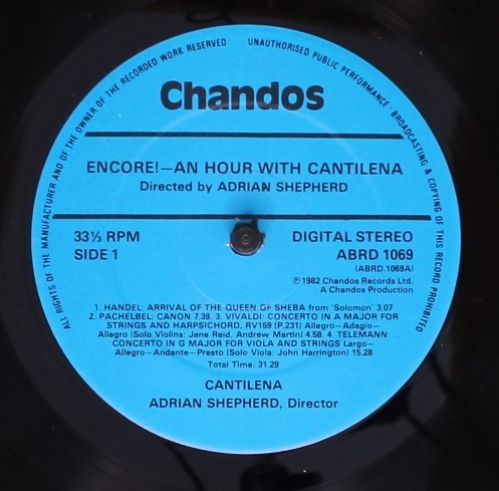 ALL RIGHTS OF THE MANUFACTURER AND OF THE OWNER OF THE RECORDED WORK RESERVED
UNAUTHORISED PUBLIC PERFORMANCE · BROADCASTING & COPYING OF THIS RECORD PROHIBITED
Chandos
ENCORE!—AN HOUR WITH CANTILENA
Directed by ADRIAN SHEPHERD
33⅓ RPM
SIDE 1
DIGITAL STEREO
ABRD 1069
(ABRD.1069A)
℗ 1982 Chandos Records Ltd.
A Chandos Production
1. HANDEL: ARRIVAL OF THE QUEEN OF SHEBA from 'Solomon' 3:07
2. PACHELBEL: CANON 7.39. 3. VIVALDI: CONCERTO IN A MAJOR FOR
STRINGS AND HARPSICHORD, RV159 (P.231) Allegro—Adagio—
Allegro (Solo Violins: Jane Reid, Andrew Martin) 4.58. 4. TELEMANN:
CONCERTO IN G MAJOR FOR VIOLA AND STRINGS Largo—
Allegro—Andante—Presto (Solo Viola: John Harrington) 15.28
Total Time: 31.29
CANTILENA
ADRIAN SHEPHERD, Director